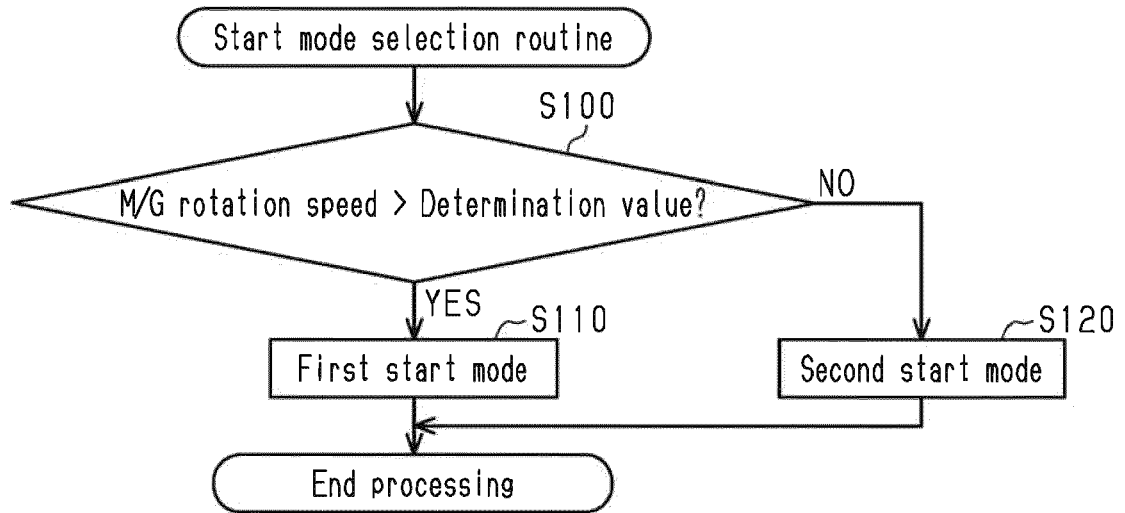 Start mode selection routine
S100
M/G rotation speed > Determination value?
NO
YES
S110
S120
First start mode
Second start mode
End processing